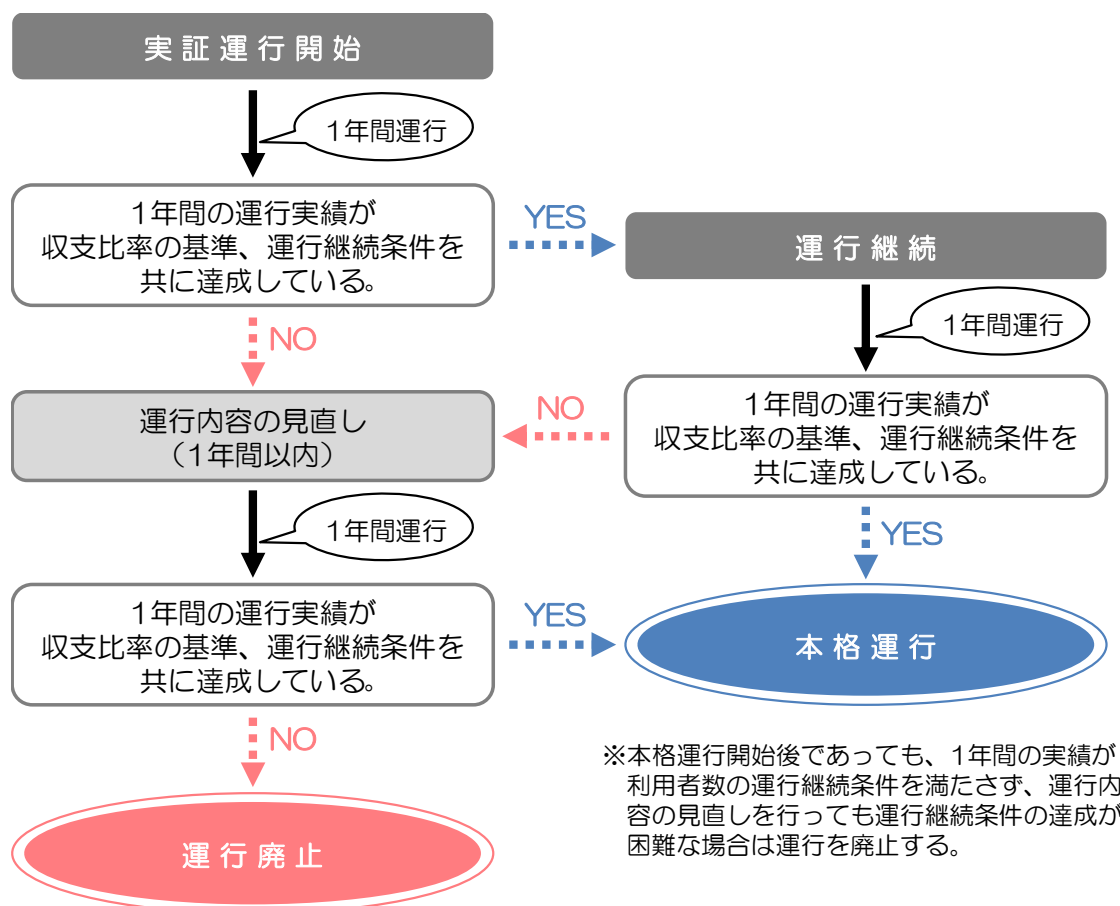 実証運行開始
1年間運行
1年間の運行実績が
収支比率の基準、運行継続条件を
共に達成している。
YES
運行継続
1年間運行
NO
1年間の運行実績が
収支比率の基準、運行継続条件を
共に達成している。
NO
運行内容の見直し
（1年間以内）
YES
1年間運行
1年間の運行実績が
収支比率の基準、運行継続条件を
共に達成している。
YES
本格運行
NO
運行廃止
※本格運行開始後であっても、1年間の実績が
利用者数の運行継続条件を満たさず、運行内
容の見直しを行っても運行継続条件の達成が
困難な場合は運行を廃止する。